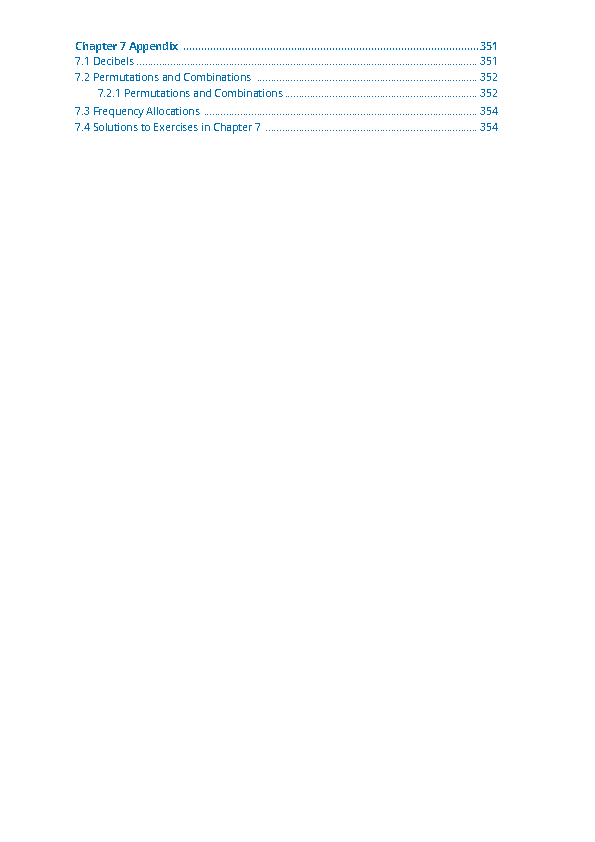 Chapter 7 Appendix ........................................................................................................351
7.1 Decibels ........................................................................................................................ 351
7.2 Permutations and Combinations .............................................................................. 352
7.2.1 Permutations and Combinations .................................................................... 352
7.3 Frequency Allocations ................................................................................................ 354
7.4 Solutions to Exercises in Chapter 7 .......................................................................... 354